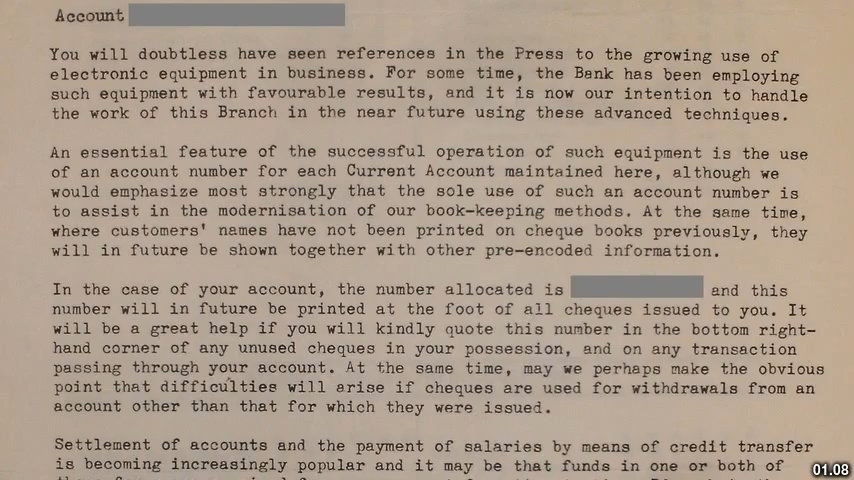 Account
You will doubtless have seen references in the Press to the growing use of
electronic equipment in business. For some time, the Bank has been employing
such equipment with favourable results, and it is now our intention to handle
the work of this Branch in the near future using these advanced techniques.
An essential feature of the successful operation of such equipment is the use
of an account number for each Current Account maintained here, although we
would emphasize most strongly that the sole use of such an account number is
to assist in the modernisation of our book-keeping methods. At the same time,
where customers' names have not been printed on cheque books previously, they
will in future be shown together with other pre-encoded information.
In the case of your account, the number allocated is and this
number will in future be printed at the foot of all cheques issued to you. It
will be a great help if you will kindly quote this number in the bottom right-
hand corner of any unused cheques in your possession, and on any transaction
passing through your account. At the same time, may we perhaps make the obvious
point that difficulties will arise if cheques are used for withdrawals from an
account other than that for which they were issued.
Settlement of accounts and the payment of salaries by means of credit transfer
is becoming increasingly popular and it may be that funds in one or both of
01.08